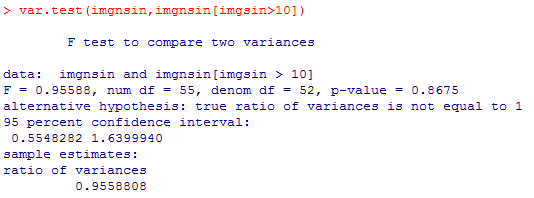 > var.test(imgnsin,imgnsin[imgsin>10])
F test to compare two variances
data:  imgnsin and imgnsin[imgsin > 10]
F = 0.95588, num df = 55, denom df = 52, p-value = 0.8675
alternative hypothesis: true ratio of variances is not equal to 1
95 percent confidence interval:
0.5548282 1.6399940
sample estimates:
ratio of variances
0.9558808